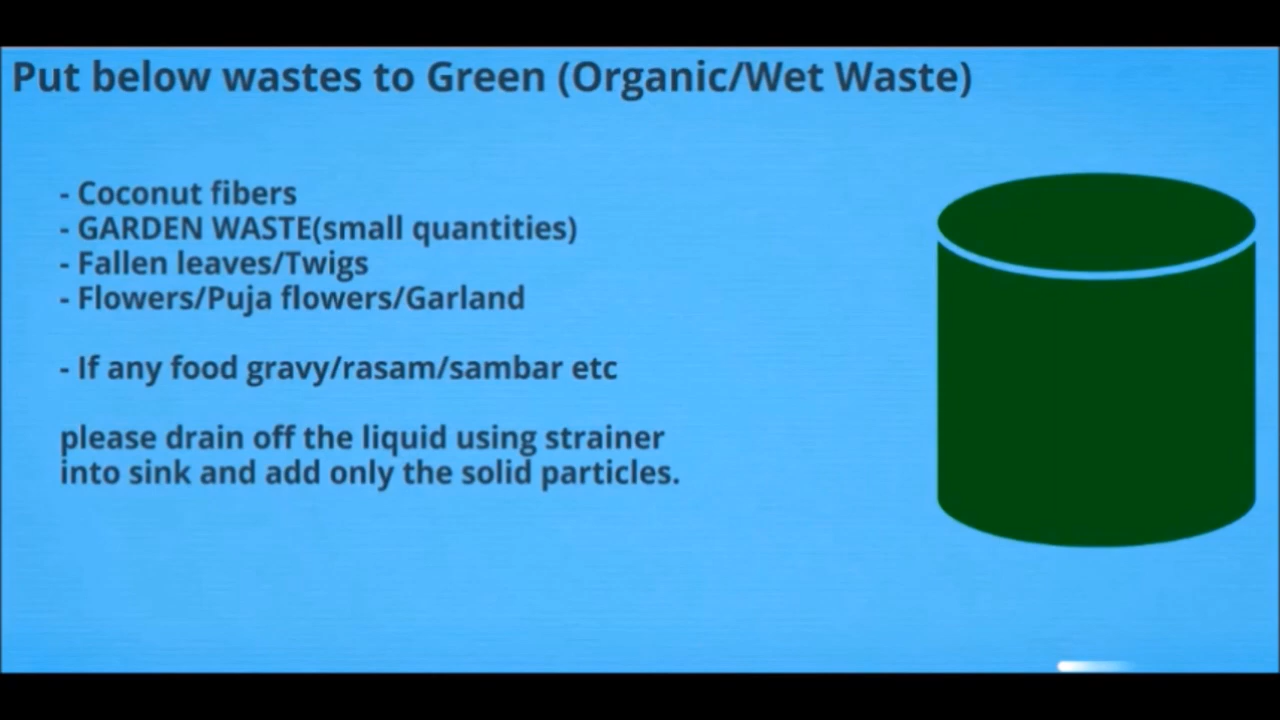 Put below wastes to Green (Organic/Wet Waste)
- Coconut fibers
- GARDEN WASTE(small quantities)
- Fallen leaves/Twigs
- Flowers/Puja flowers/Garland
- If any food gravy/rasam/sambar etc
please drain off the liquid using strainer
into sink and add only the solid particles.